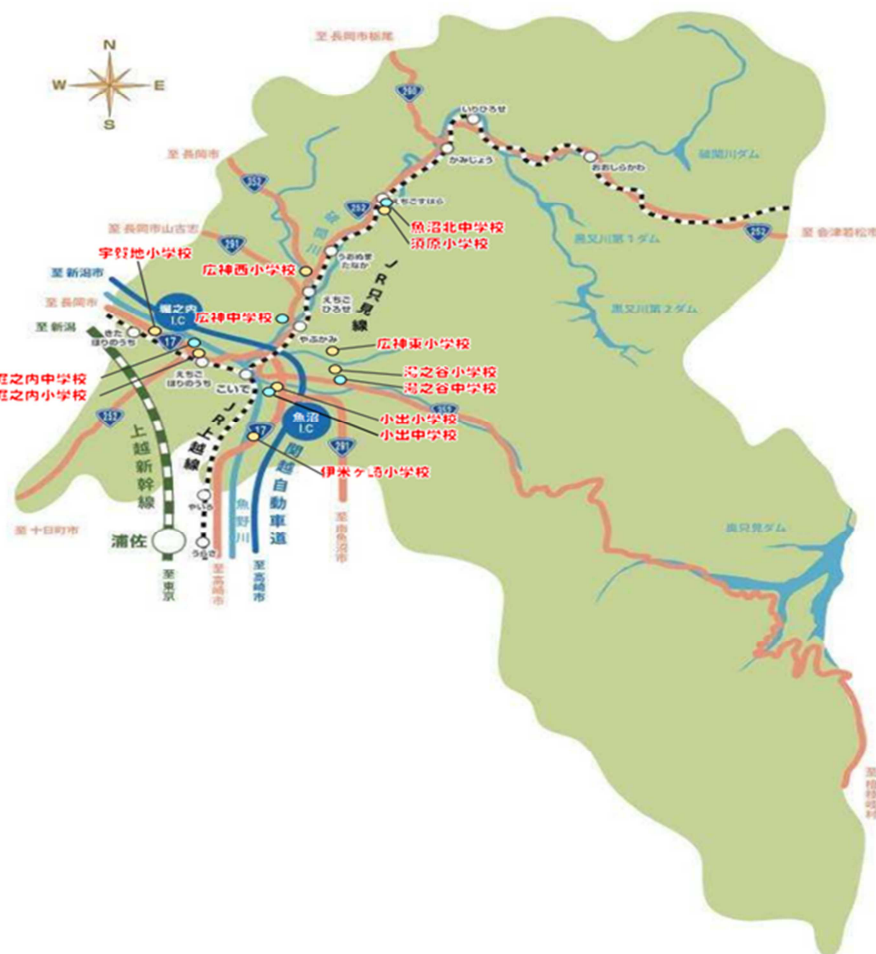 N
W
E
S
至 長岡市栃尾
290
いりひろせ
かみじょう
おおしらかわ
破間川ダム
至 長岡市
352
252
えちごすはら
魚沼北中学校
須原小学校
252
至 会津若松市
至 長岡市山古志
291
宇賀地小学校
広神西小学校
うおぬま
たなか
黒又川第1ダム
黒又川第2ダム
至 新潟市
至 長岡市
至 新潟
堀之内
I.C
広神中学校
えちご
ひろせ
JR只見線
きた
ほりのうち
17
やぶかみ
広神東小学校
堀之内中学校
堀之内小学校
えちご
ほりのうち
こいで
湯之谷小学校
湯之谷中学校
小出小学校
小出中学校
352
252
上越新幹線
JR上越線
魚沼
I.C
17
291
伊米ヶ崎小学校
関越自動車道
魚野川
やいろ
うらさ
浦佐
至 十日町市
至 東京
至 高崎市
至 高崎市
至 南魚沼市
奥只見ダム
至 檜枝岐村